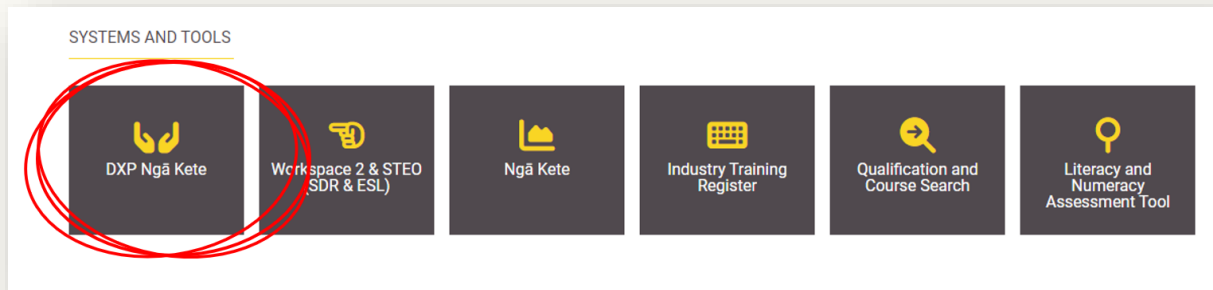 SYSTEMS AND TOOLS
DXP Ngā Kete
Workspace 2 & STEO
(SDR & ESL)
Ngā Kete
Industry Training
Register
Qualification and
Course Search
Literacy and
Numeracy
Assessment Tool